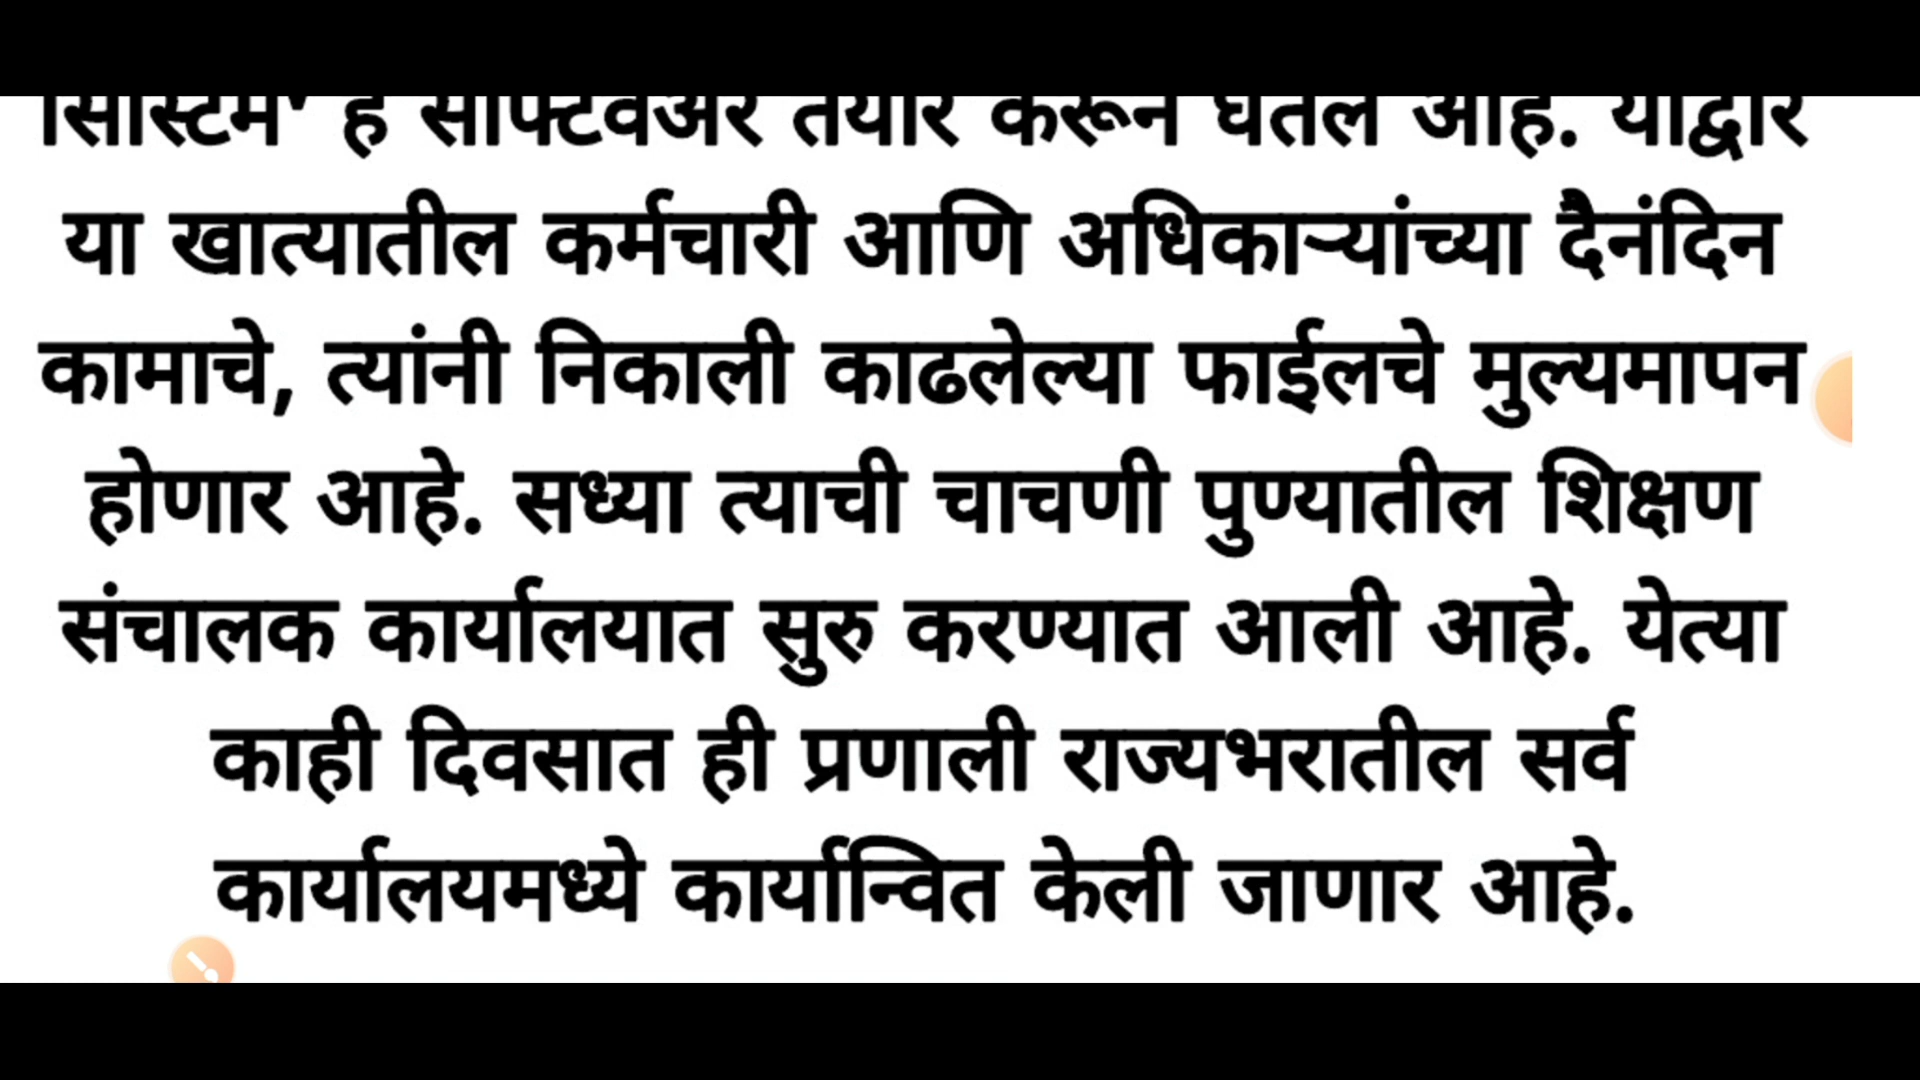 सिस्टिम' हे सॉफ्टवेअर तयार करून घेतले आहे. याद्वारे
या खात्यातील कर्मचारी आणि अधिकाऱ्यांच्या दैनंदिन
कामाचे, त्यांनी निकाली काढलेल्या फाईलचे मुल्यमापन
होणार आहे. सध्या त्याची चाचणी पुण्यातील शिक्षण
संचालक कार्यालयात सुरु करण्यात आली आहे. येत्या
काही दिवसात ही प्रणाली राज्यभरातील सर्व
कार्यालयमध्ये कार्यान्वित केली जाणार आहे.